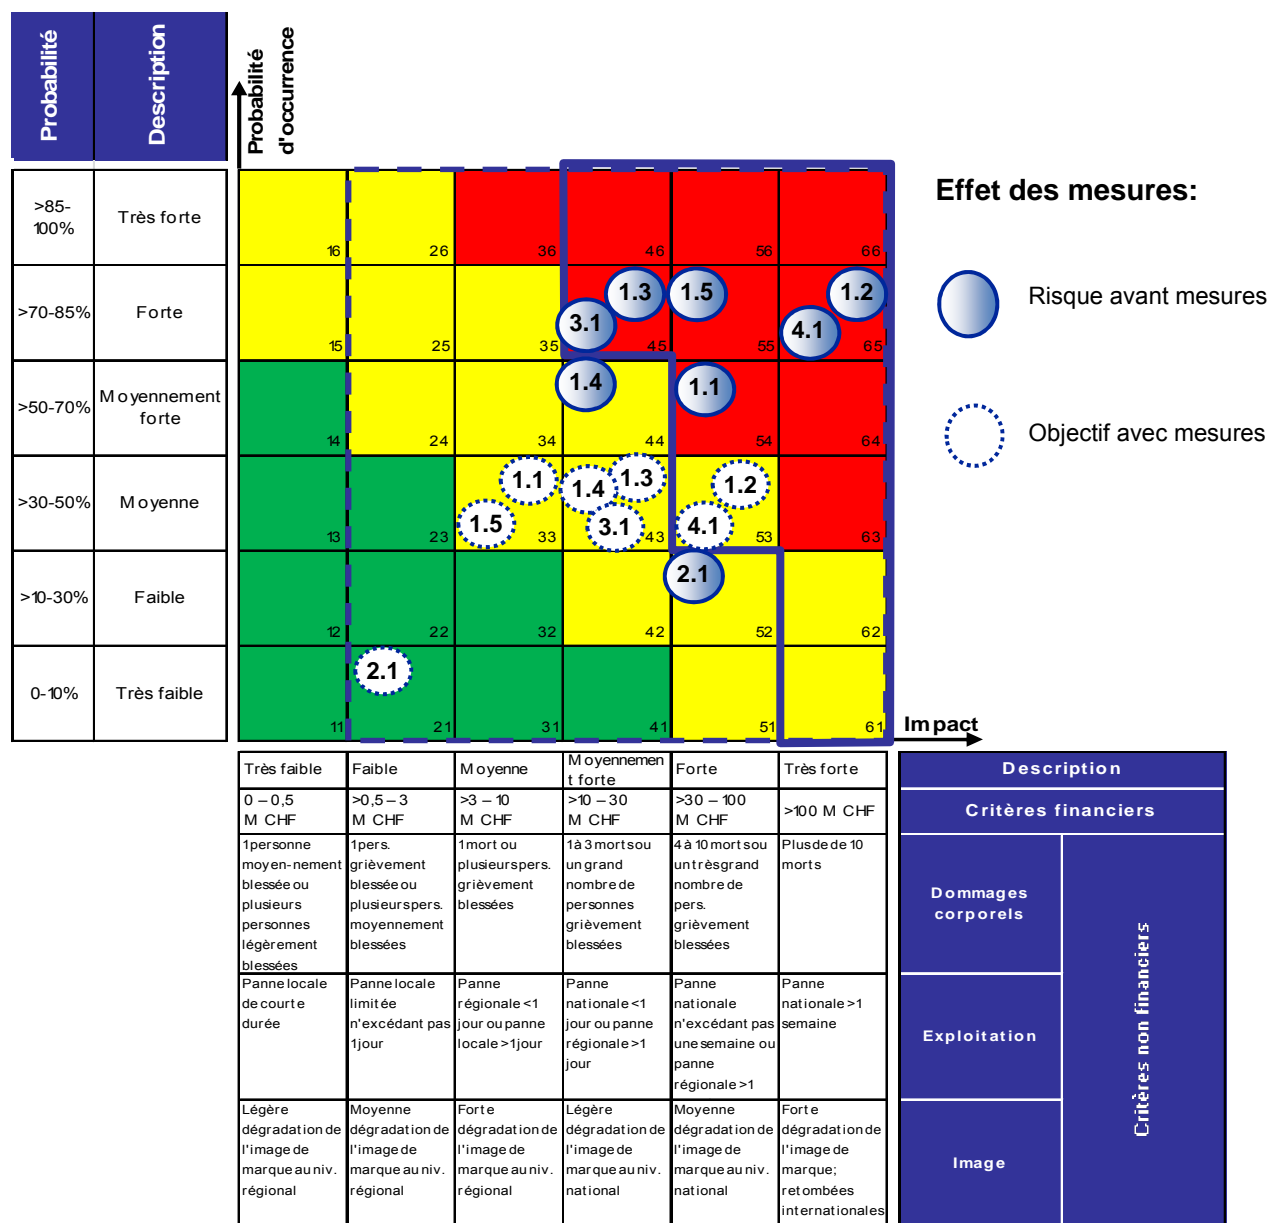 Probabilité
Description
Probabilité
d'occurrence
>85-
100%
Très forte
16
26
36
46
56
66
>70-85%
Forte
15
25
35
45
55
65
3.1
1.3
1.5
4.1
1.2
>50-70%
Moyennement
forte
14
24
34
44
54
64
1.4
1.1
>30-50%
Moyenne
13
23
33
43
53
63
1.5
1.1
1.4
1.3
3.1
4.1
1.2
>10-30%
Faible
12
22
32
42
52
62
2.1
0-10%
Très faible
11
21
31
41
51
61
2.1
Impact
Effet des mesures:
Risque avant mesures
Objectif avec mesures
Très faible
Faible
Moyenne
Moyennemen
t forte
Forte
Très forte
Description
0 – 0,5
M CHF
>0,5 – 3
M CHF
>3 – 10
M CHF
>10 – 30
M CHF
>30 – 100
M CHF
>100 M CHF
Critères financiers
1 personne
moyen-nement
blessée ou
plusieurs
personnes
légèrement
blessées
1 pers.
grièvement
blessée ou
plusieurs pers.
moyennement
blessées
1 mort ou
plusieurs pers.
grièvement
blessées
1 à 3 morts ou
un grand
nombre de
personnes
grièvement
blessées
4 à 10 morts ou
un très grand
nombre de
pers.
grièvement
blessées
Plus de de 10
morts
Dommages
corporels
Panne locale
de courte
durée
Panne locale
limitée
n'excédant pas
1 jour
Panne
régionale <1
jour ou panne
locale >1 jour
Panne
nationale <1
jour ou panne
régionale >1
jour
Panne
nationale
n'excédant pas
une semaine ou
panne
régionale >1
Panne
nationale >1
semaine
Exploitation
Légère
dégradation de
l'image de
marque au niv.
régional
Moyenne
dégradation de
l'image de
marque au niv.
régional
Forte
dégradation de
l'image de
marque au niv.
régional
Légère
dégradation de
l'image de
marque au niv.
national
Moyenne
dégradation de
l'image de
marque au niv.
national
Forte
dégradation de
l'image de
marque;
retombées
internationales
Image
Critères non financiers